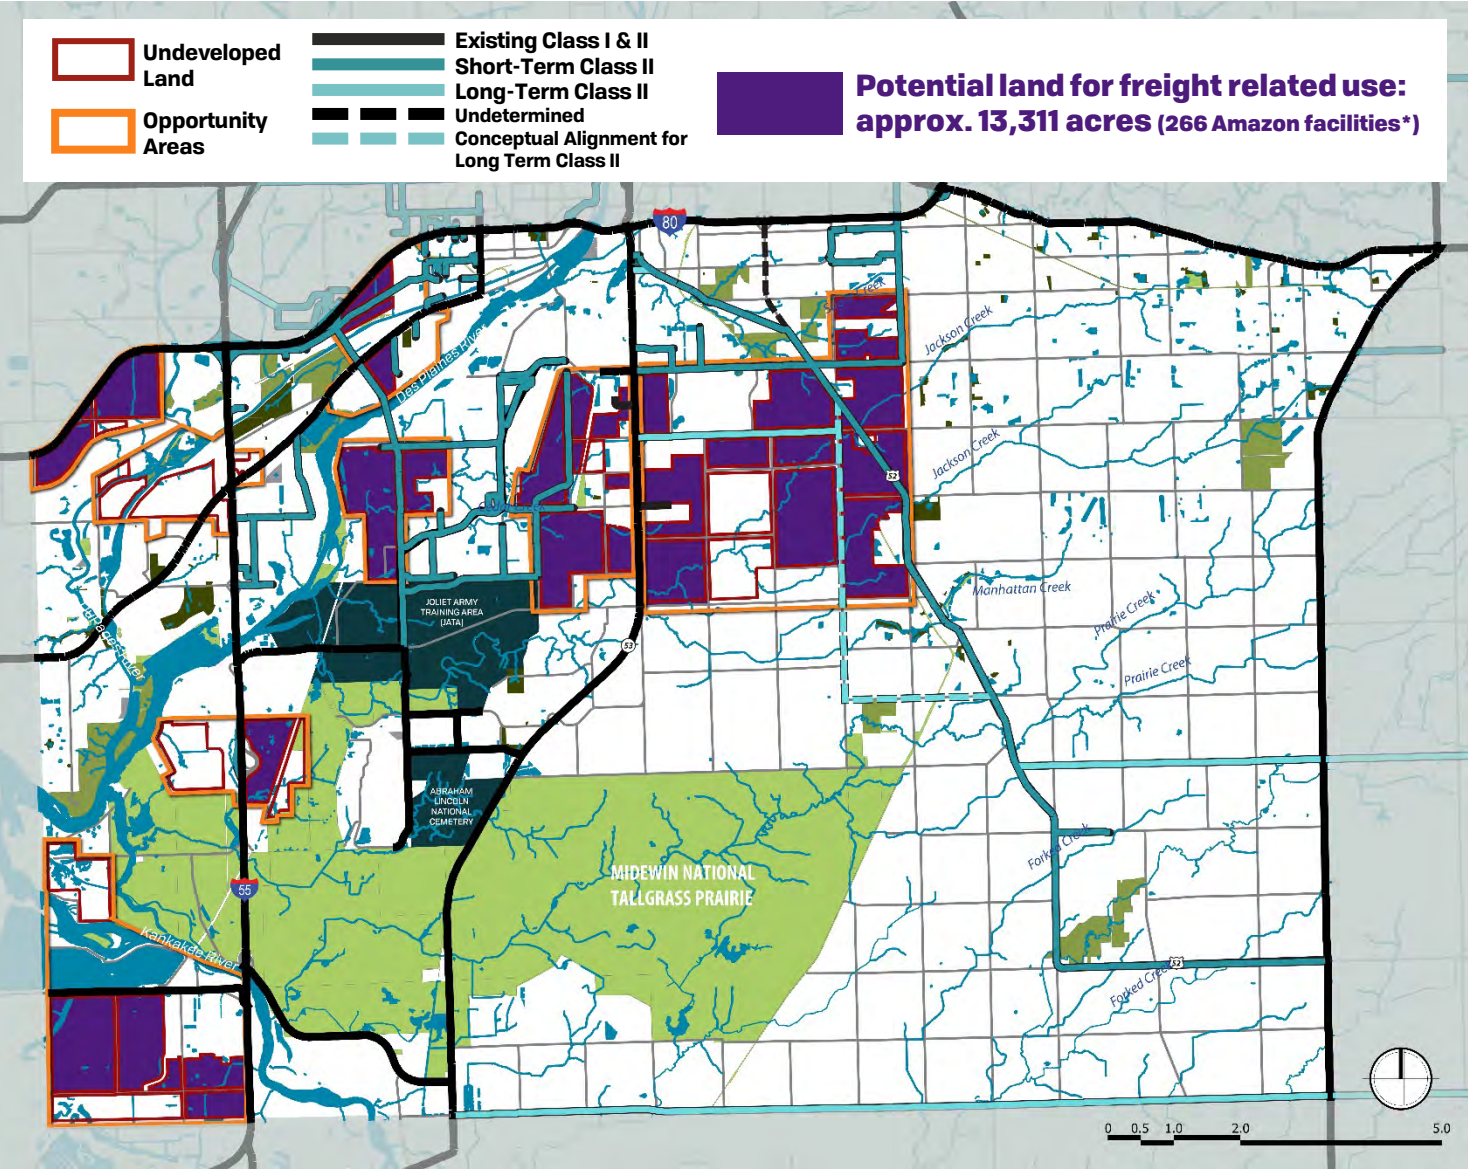 Undeveloped
Land
Opportunity
Areas
Existing Class I & II
Short-Term Class II
Long-Term Class II
Undetermined
Conceptual Alignment for
Long Term Class II
Potential land for freight related use:
approx. 13,311 acres (266 Amazon facilities*)
80
Creek
Jackson Creek
Des Plaines River
Jackson Creek
52
JOLIET ARMY
TRAINING AREA
(JATA)
Manhattan Creek
Prairie Creek
DuPage River
53
Prairie Creek
ABRAHAM
LINCOLN
NATIONAL
CEMETERY
Forked Creek
MIDEWIN NATIONAL
TALLGRASS PRAIRIE
55
Kankakee River
52
Forked Creek
0 0.5 1.0 2.0 5.0